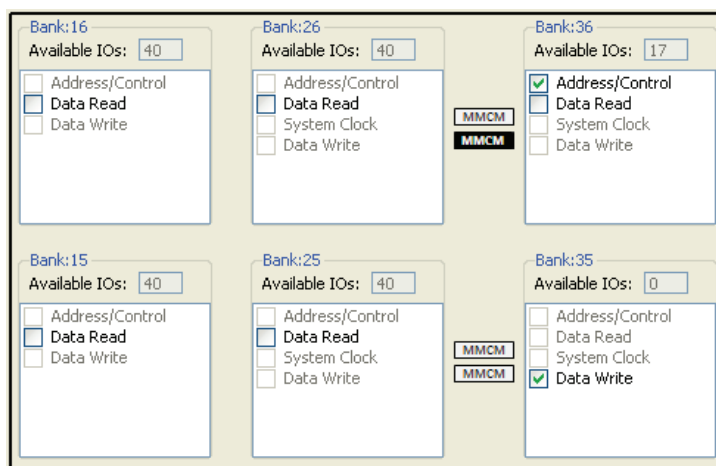 Bank:16
Available IOs: 40
Address/Control
Data Read
Data Write
Bank:26
Available IOs: 40
Address/Control
Data Read
System Clock
Data Write
MMCM
MMCM
Bank:36
Available IOs: 17
Address/Control
Data Read
System Clock
Data Write
Bank:15
Available IOs: 40
Address/Control
Data Read
Data Write
Bank:25
Available IOs: 40
Address/Control
Data Read
System Clock
Data Write
MMCM
MMCM
Bank:35
Available IOs: 0
Address/Control
Data Read
System Clock
Data Write